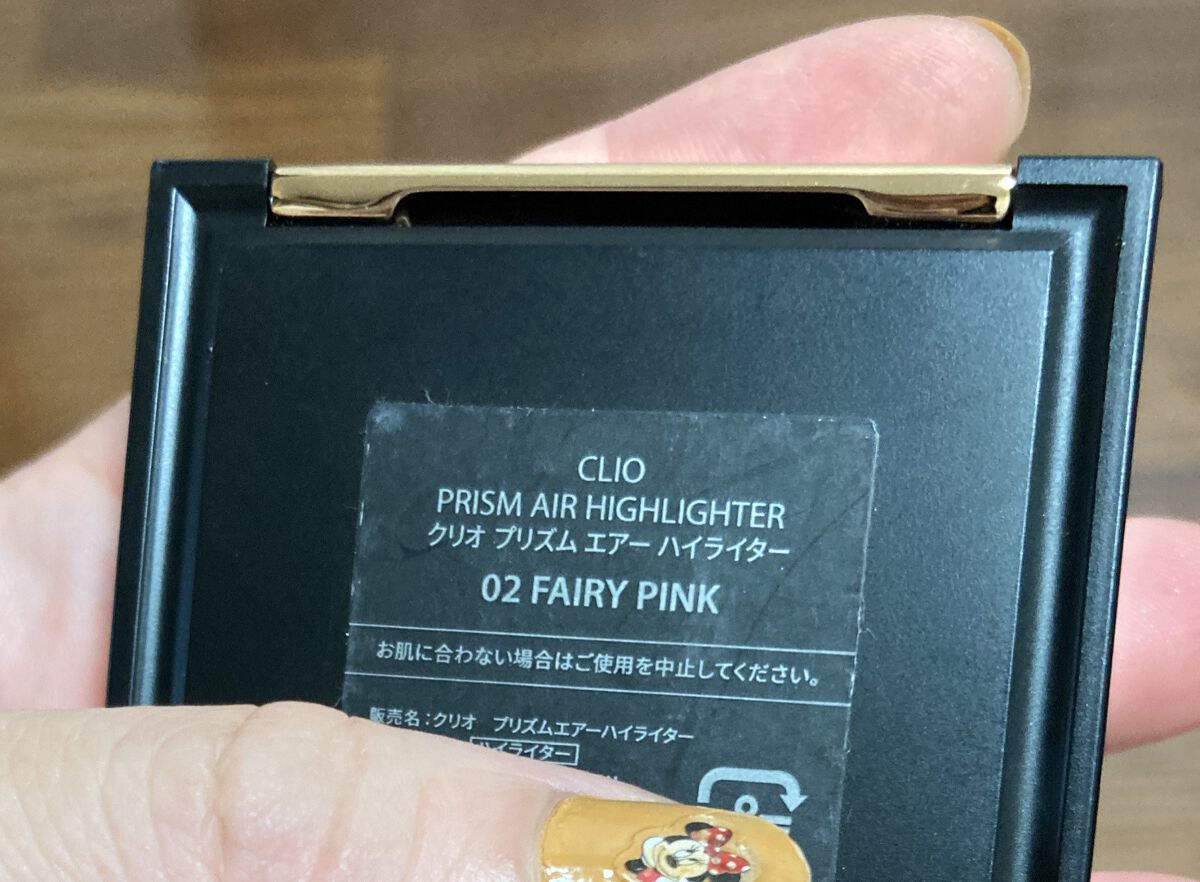 CLIO
PRISM AIR HIGHLIGHTER
クリオ プリズム エアー ハイライター
02 FAIRY PINK
お肌に合わない場合はご使用を中止してください。
販売名：クリオ　プリズムエアーハイライター
ハイライター